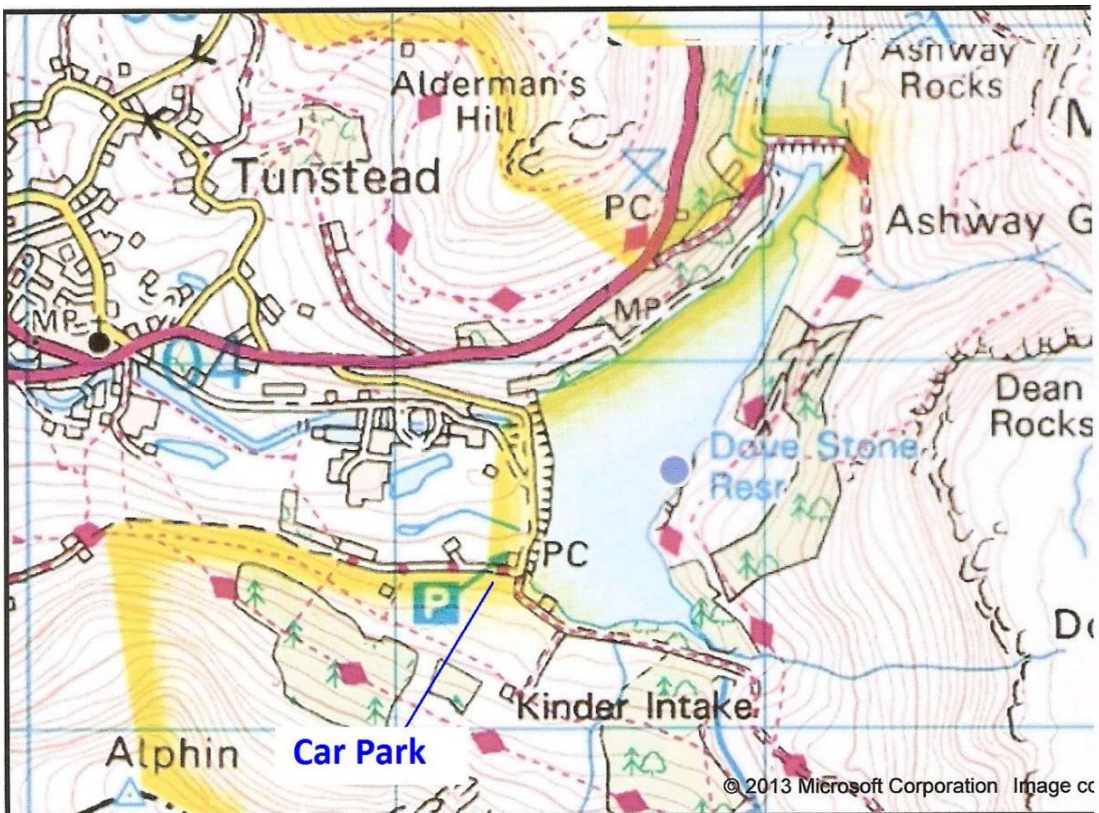 Ashway
Rocks
Alderman's
Hill
M
Tunstead
PC
Ashway G
MP
MP
04
Dean
Rocks
Dove Stone
Resr
PC
P
Do
Kinder Intake
Alphin
Car Park
© 2013 Microsoft Corporation Image co